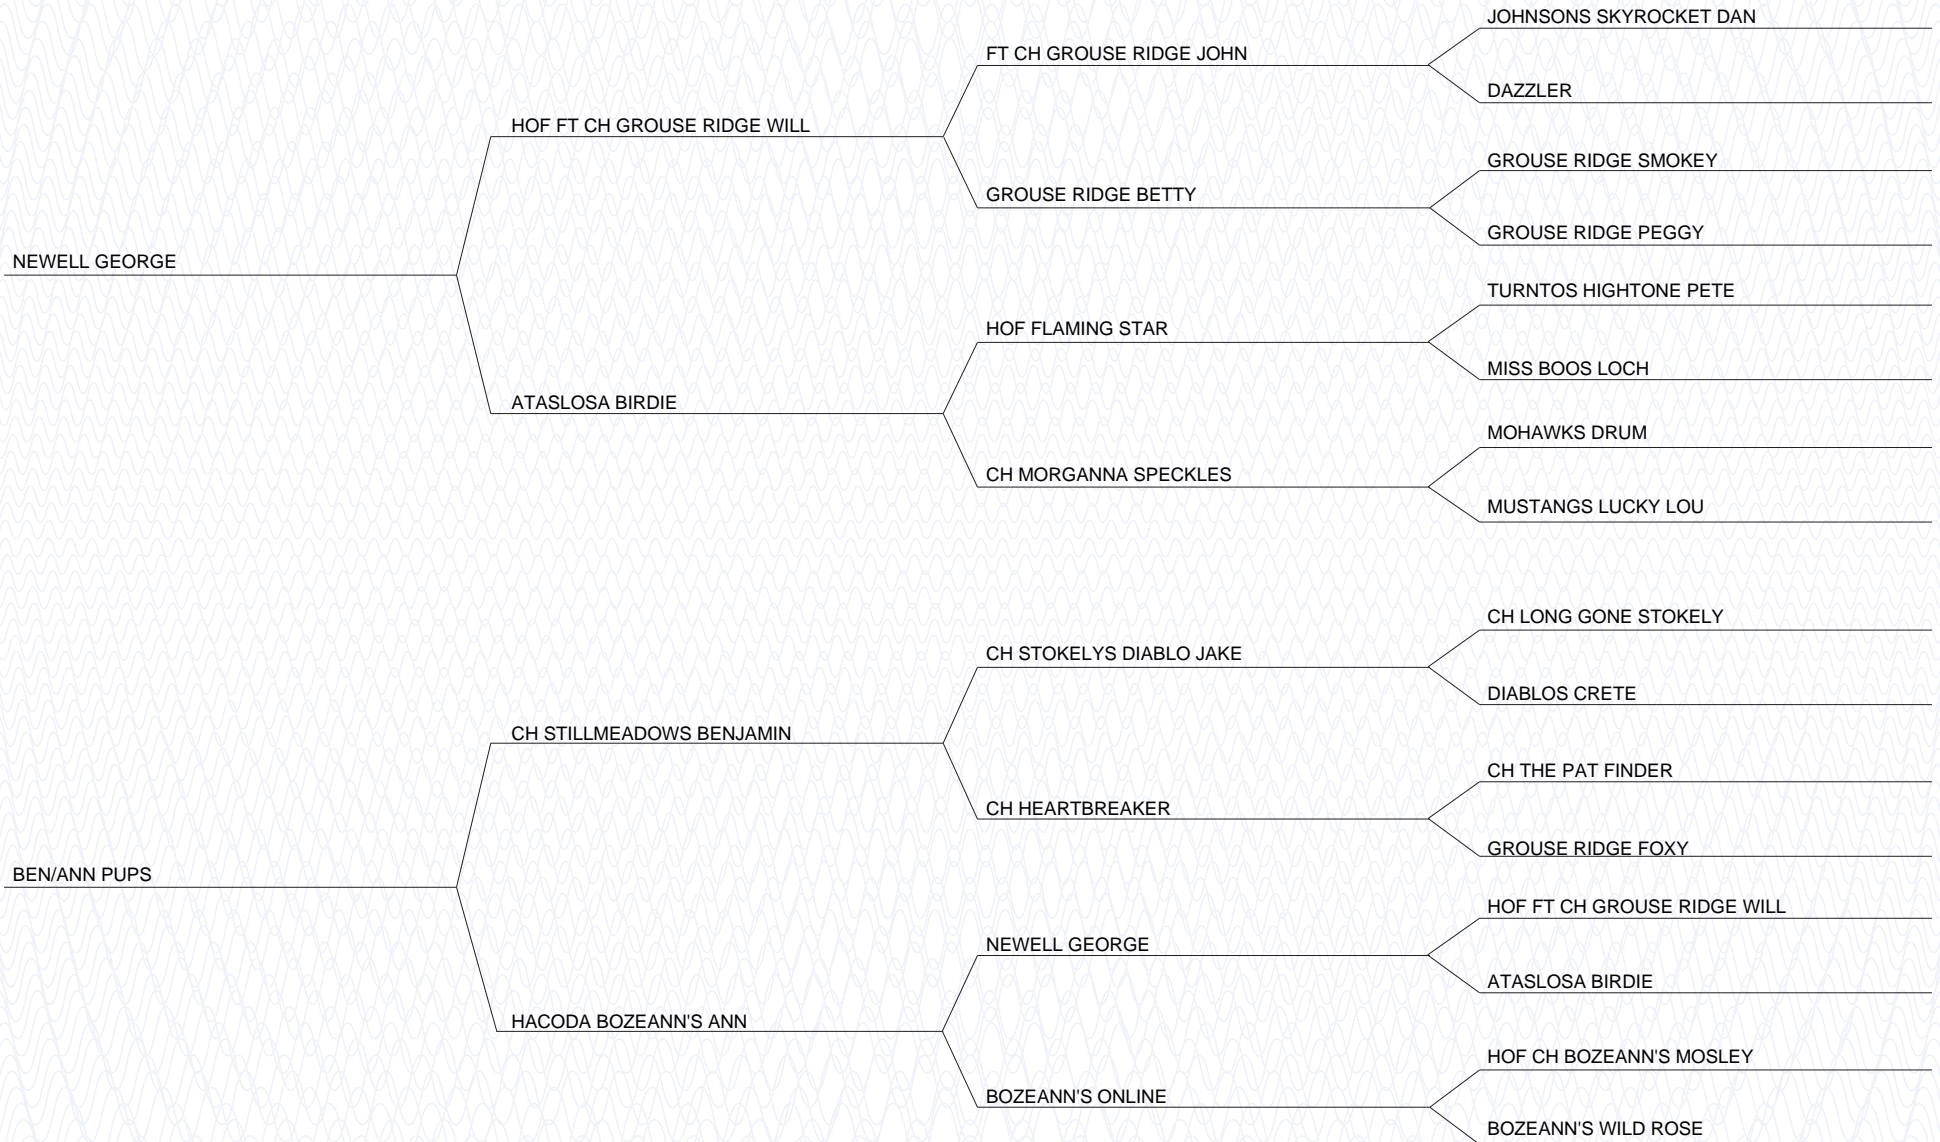 JOHNSONS SKYROCKET DAN
FT CH GROUSE RIDGE JOHN
DAZZLER
HOF FT CH GROUSE RIDGE WILL
GROUSE RIDGE SMOKEY
GROUSE RIDGE BETTY
GROUSE RIDGE PEGGY
NEWELL GEORGE
TURNTOS HIGHTONE PETE
HOF FLAMING STAR
MISS BOOS LOCH
ATASLOSA BIRDIE
MOHAWKS DRUM
CH MORGANNA SPECKLES
MUSTANGS LUCKY LOU
CH LONG GONE STOKELY
CH STOKELYS DIABLO JAKE
DIABLOS CRETE
CH STILLMEADOWS BENJAMIN
CH THE PAT FINDER
CH HEARTBREAKER
GROUSE RIDGE FOXY
BEN/ANN PUPS
HOF FT CH GROUSE RIDGE WILL
NEWELL GEORGE
ATASLOSA BIRDIE
HACODA BOZEANN'S ANN
HOF CH BOZEANN'S MOSLEY
BOZEANN'S ONLINE
BOZEANN'S WILD ROSE